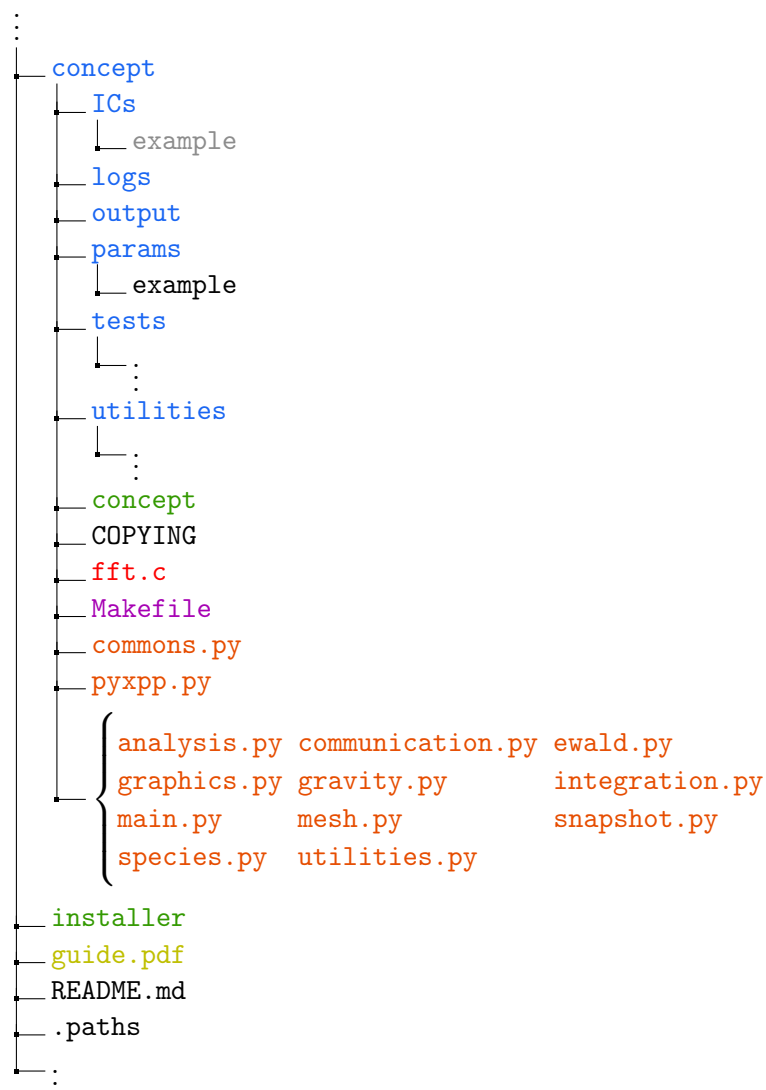 concept
ICs
example
logs
output
params
example
tests
utilities
concept
COPYING
fft.c
Makefile
commons.py
pyxpp.py
analysis.py communication.py ewald.py
graphics.py gravity.py integration.py
main.py mesh.py snapshot.py
species.py utilities.py
installer
guide.pdf
README.md
.paths